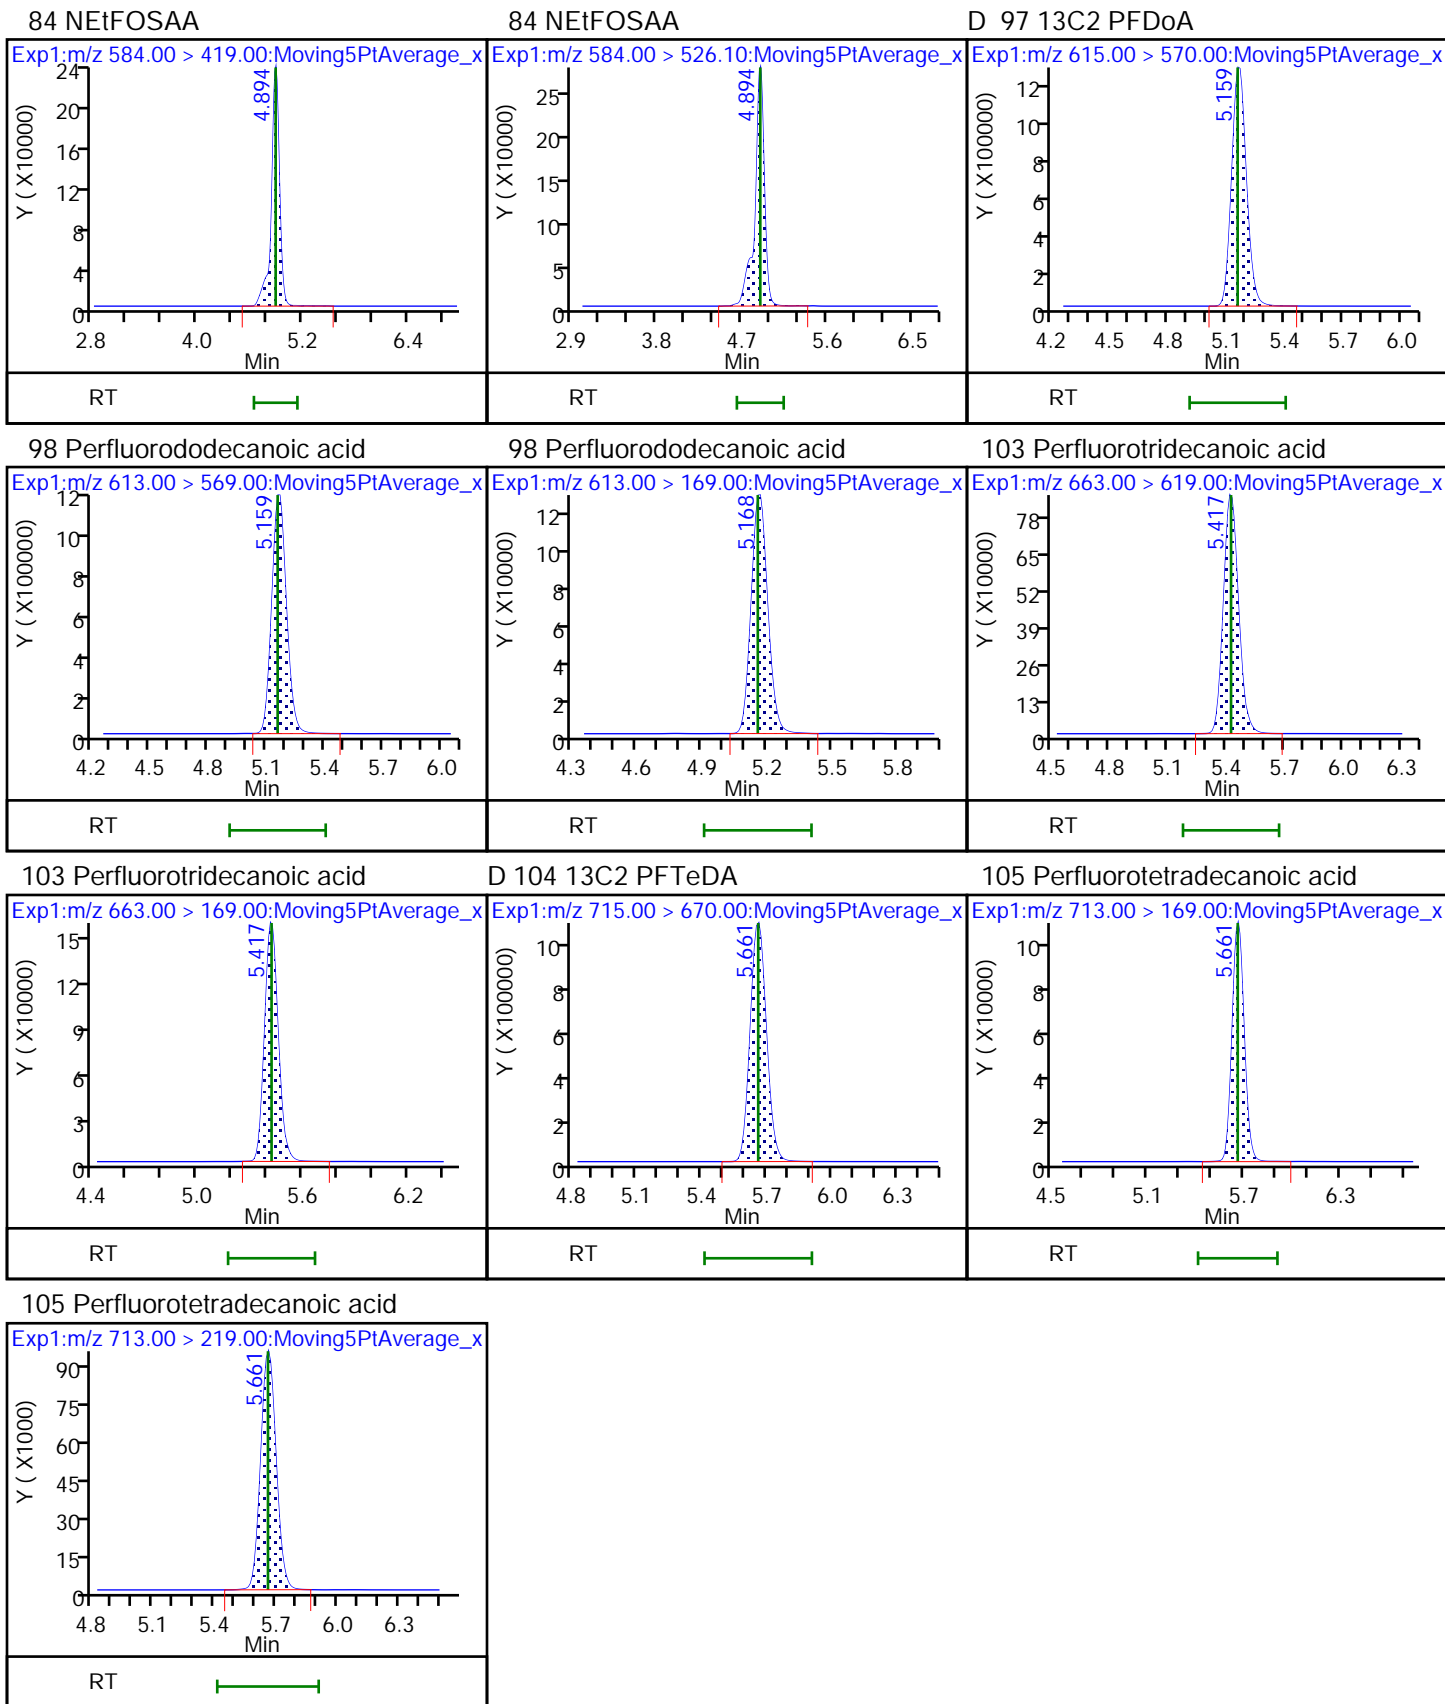 84 NEtFOSAA
Exp1:m/z 584.00 > 419.00:Moving5PtAverage_x
24
20
16
12
8
4
0
Y ( X10000)
4.894
2.8 4.0 5.2 6.4
Min
RT
84 NEtFOSAA
Exp1:m/z 584.00 > 526.10:Moving5PtAverage_x
25
20
15
10
5
0
Y ( X10000)
4.894
2.9 3.8 4.7 5.6 6.5
Min
RT
D 97 13C2 PFDoA
Exp1:m/z 615.00 > 570.00:Moving5PtAverage_x
12
10
8
6
4
2
0
Y ( X100000)
5.159
4.2 4.5 4.8 5.1 5.4 5.7 6.0
Min
RT
98 Perfluorododecanoic acid
Exp1:m/z 613.00 > 569.00:Moving5PtAverage_x
12
10
8
6
4
2
0
Y ( X100000)
5.159
4.2 4.5 4.8 5.1 5.4 5.7 6.0
Min
RT
98 Perfluorododecanoic acid
Exp1:m/z 613.00 > 169.00:Moving5PtAverage_x
12
10
8
6
4
2
0
Y ( X10000)
5.168
4.3 4.6 4.9 5.2 5.5 5.8
Min
RT
103 Perfluorotridecanoic acid
Exp1:m/z 663.00 > 619.00:Moving5PtAverage_x
78
65
52
39
26
13
0
Y ( X10000)
5.417
4.5 4.8 5.1 5.4 5.7 6.0 6.3
Min
RT
103 Perfluorotridecanoic acid
Exp1:m/z 663.00 > 169.00:Moving5PtAverage_x
15
12
9
6
3
0
Y ( X10000)
5.417
4.4 5.0 5.6 6.2
Min
RT
D 104 13C2 PFTeDA
Exp1:m/z 715.00 > 670.00:Moving5PtAverage_x
10
8
6
4
2
0
Y ( X100000)
5.661
4.8 5.1 5.4 5.7 6.0 6.3
Min
RT
105 Perfluorotetradecanoic acid
Exp1:m/z 713.00 > 169.00:Moving5PtAverage_x
10
8
6
4
2
0
Y ( X10000)
5.661
4.5 5.1 5.7 6.3
Min
RT
105 Perfluorotetradecanoic acid
Exp1:m/z 713.00 > 219.00:Moving5PtAverage_x
90
75
60
45
30
15
0
Y ( X1000)
5.661
4.8 5.1 5.4 5.7 6.0 6.3
Min
RT